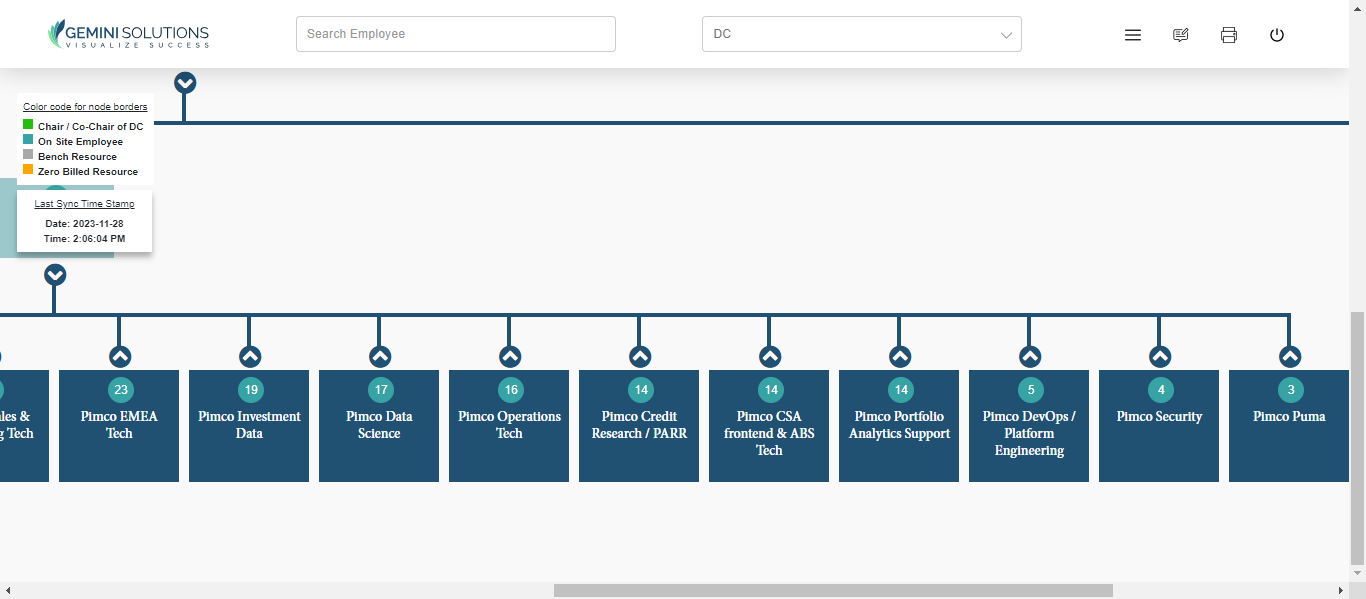 GEMINI SOLUTIONS
VISUALIZE SUCCESS
Search Employee
DC
Color code for node borders
Chair / Co-Chair of DC
On Site Employee
Bench Resource
Zero Billed Resource
Last Sync Time Stamp
Date: 2023-11-28
Time: 2:06:04 PM
les &
g Tech
23
Pimco EMEA
Tech
19
Pimco Investment
Data
17
Pimco Data
Science
16
Pimco Operations
Tech
14
Pimco Credit
Research / PARR
14
Pimco CSA
frontend & ABS
Tech
14
Pimco Portfolio
Analytics Support
5
Pimco DevOps /
Platform
Engineering
4
Pimco Security
3
Pimco Puma